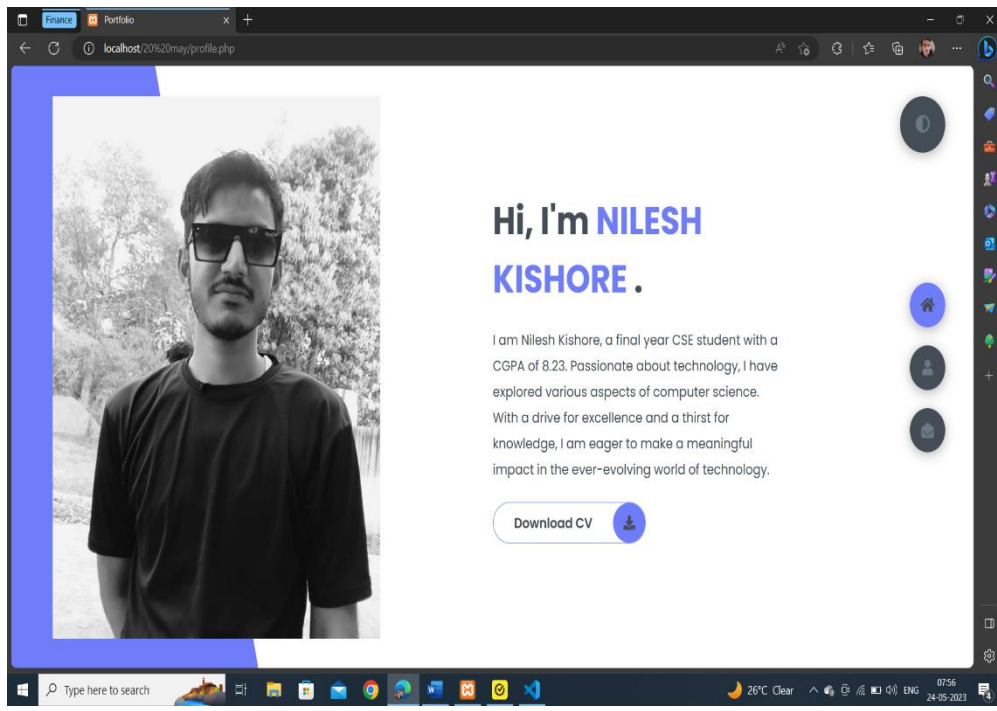 Finance
Portfolio
localhost/20%20may/profile.php
Hi, I'm NILESH
KISHORE .
I am Nilesh Kishore, a final year CSE student with a
CGPA of 8.23. Passionate about technology, I have
explored various aspects of computer science.
With a drive for excellence and a thirst for
knowledge, I am eager to make a meaningful
impact in the ever-evolving world of technology.
Download CV
Type here to search
26°C Clear
ENG
07:56
24-05-2023
4